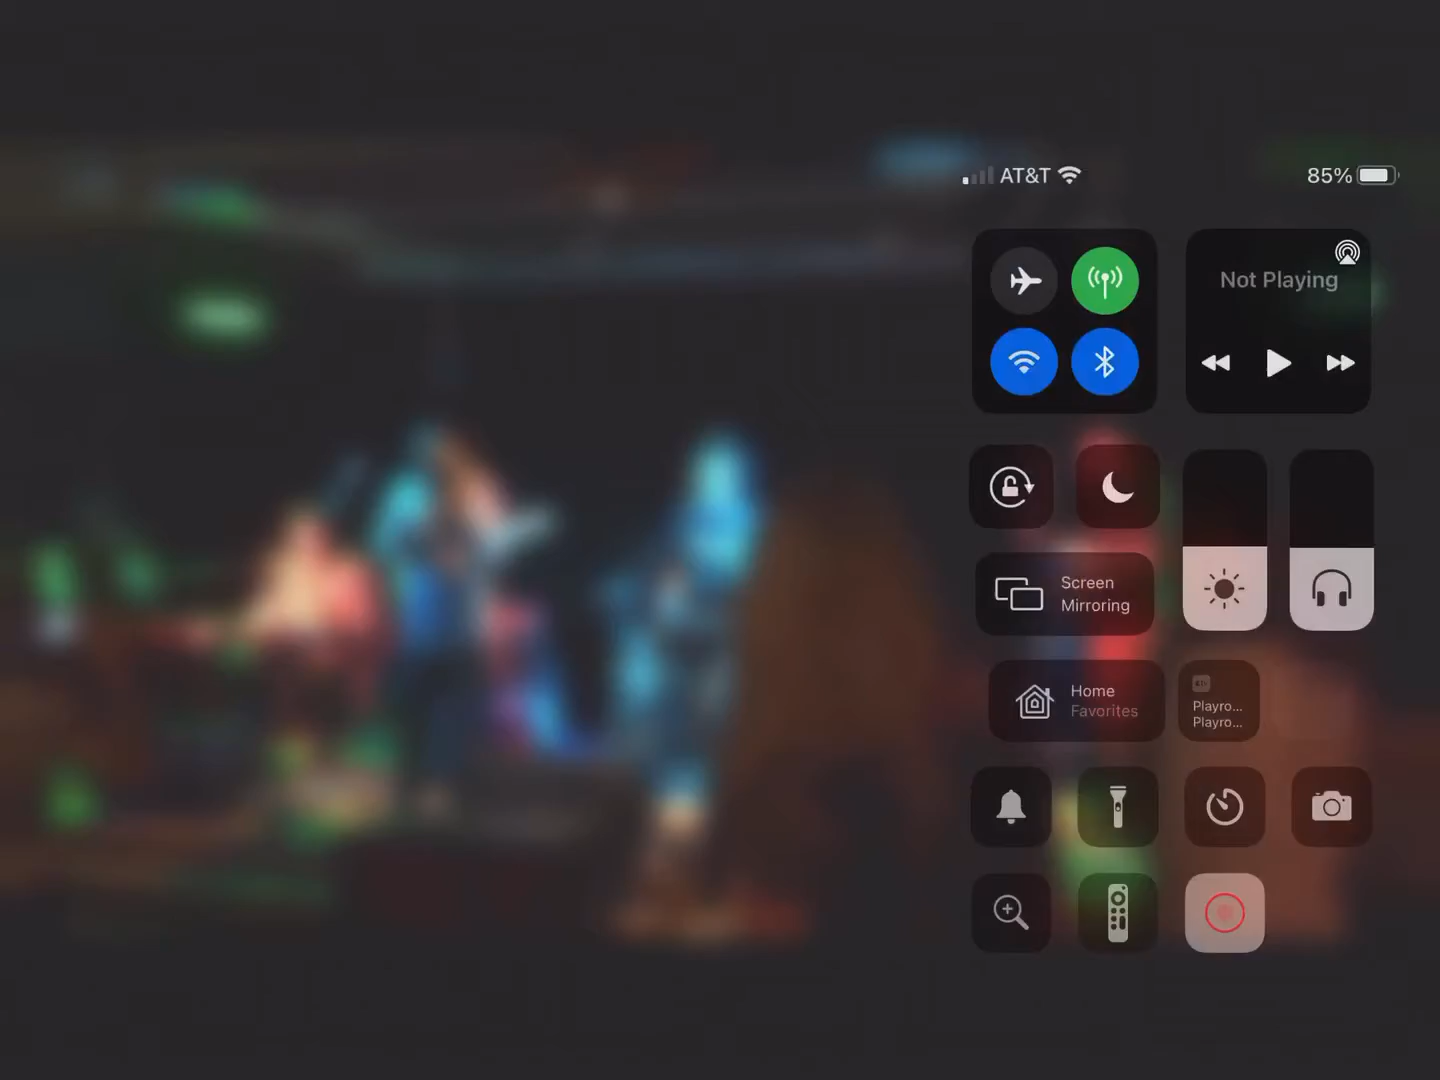 AT&T
85%
Not Playing
Screen
Mirroring
Home
Favorites
Playro...
Playro...